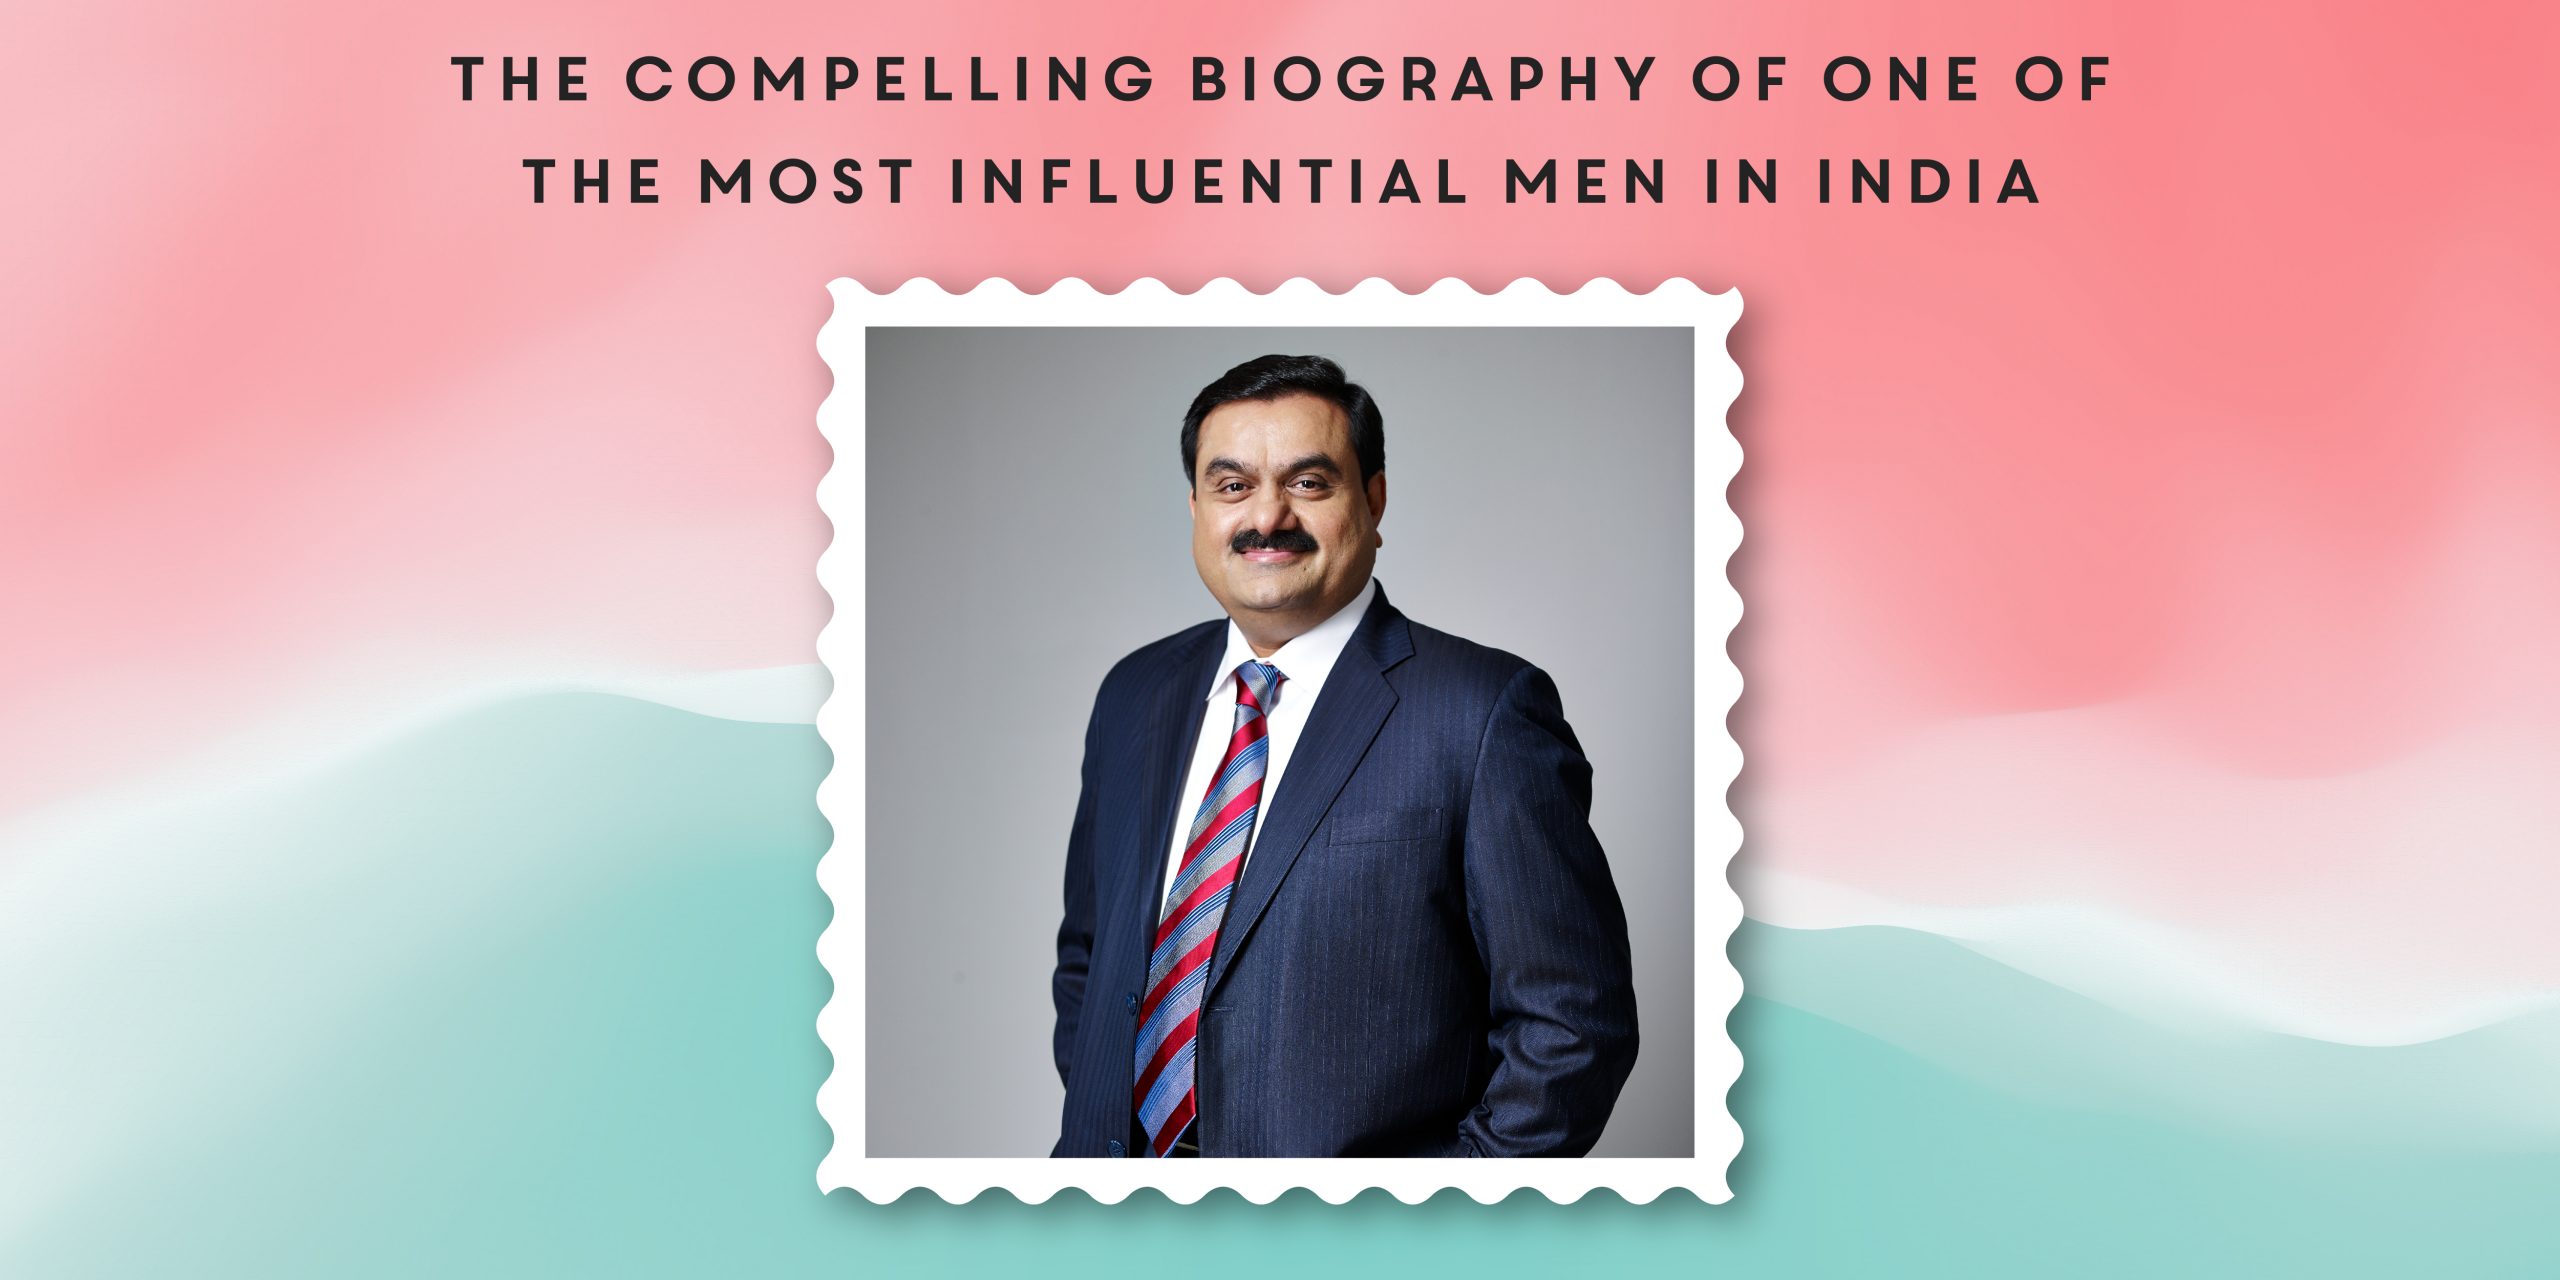 THE COMPELLING BIOGRAPHY OF ONE OF
THE MOST INFLUENTIAL MEN IN INDIA